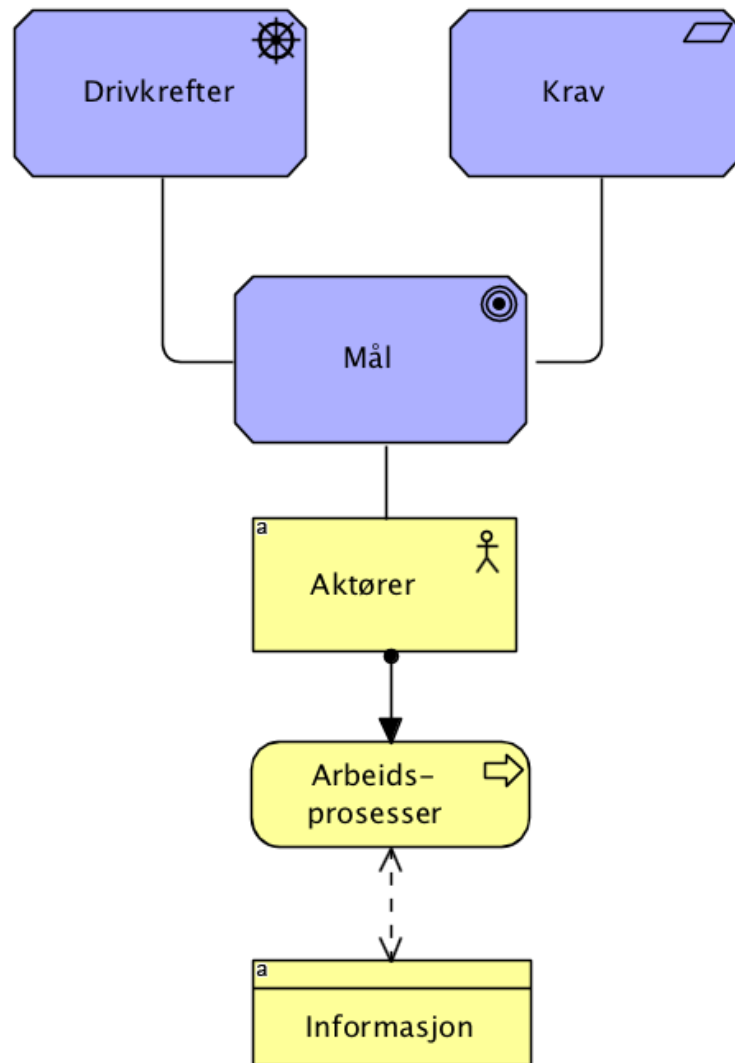 Drivkrefter
Krav
Mål
a
Aktører
Arbeids-
prosesser
a
Informasjon